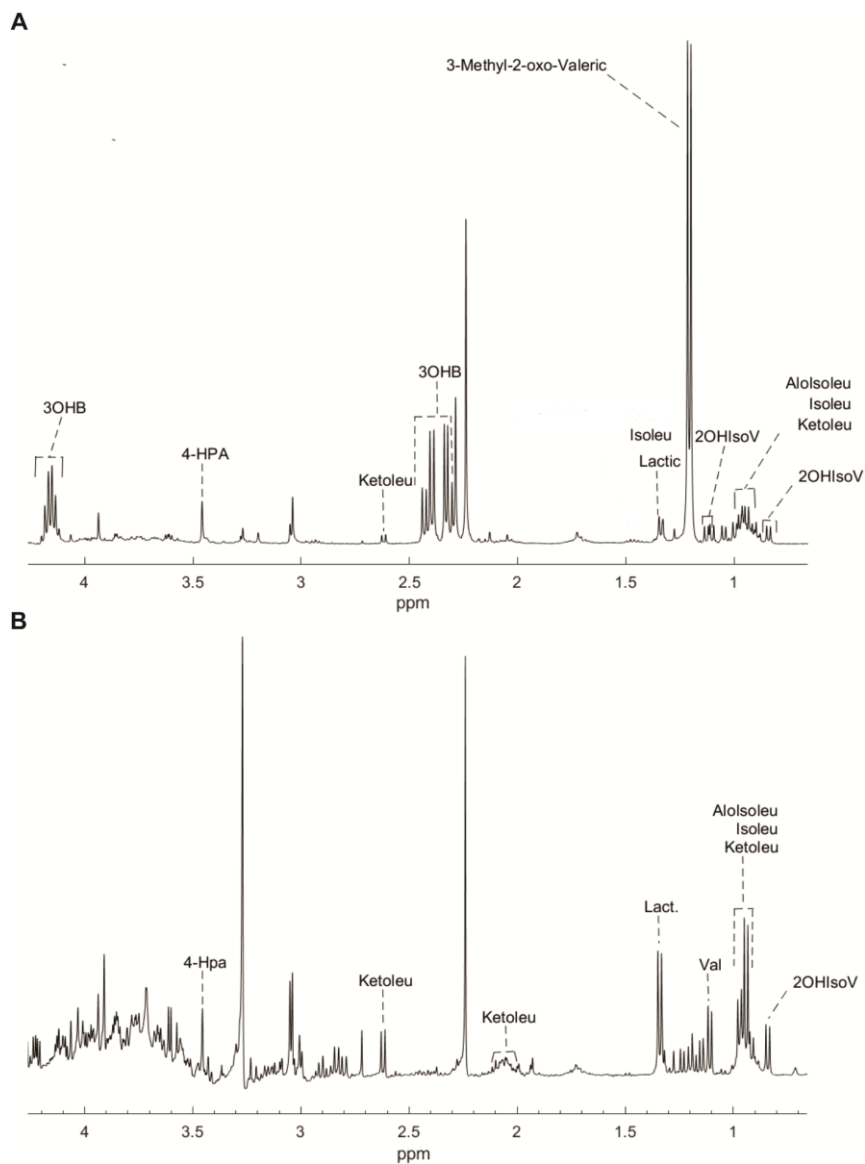 A
3-Methyl-2-oxo-Valeric
3OHB
4-HPA
Ketoleu
3OHB
Isoleu
Lactic
2OHIsoV
AloIsoleu
Isoleu
Ketoleu
2OHIsoV
4 3.5 3 2.5 2 1.5 1
ppm
B
4-Hpa
Ketoleu
Ketoleu
Lact.
Val
AloIsoleu
Isoleu
Ketoleu
2OHIsoV
4 3.5 3 2.5 2 1.5 1
ppm